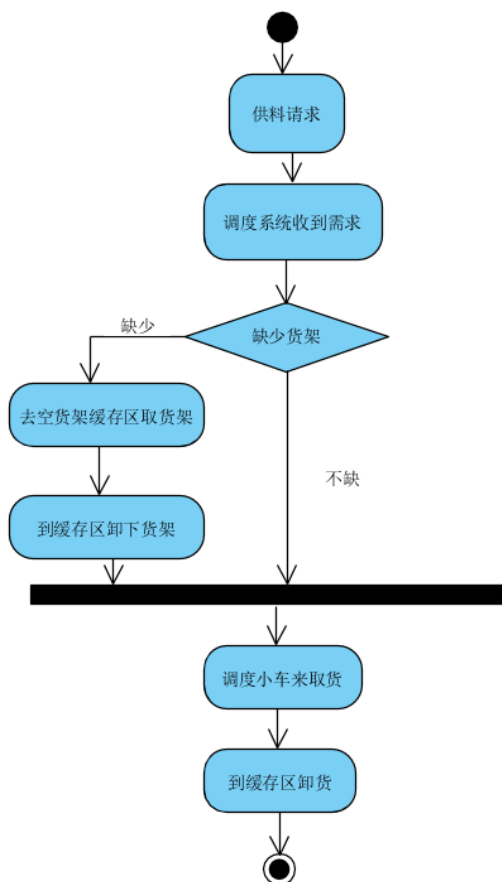 供料请求
调度系统收到需求
缺少货架
缺少
去空货架缓存区取货架
不缺
到缓存区卸下货架
调度小车来取货
到缓存区卸货